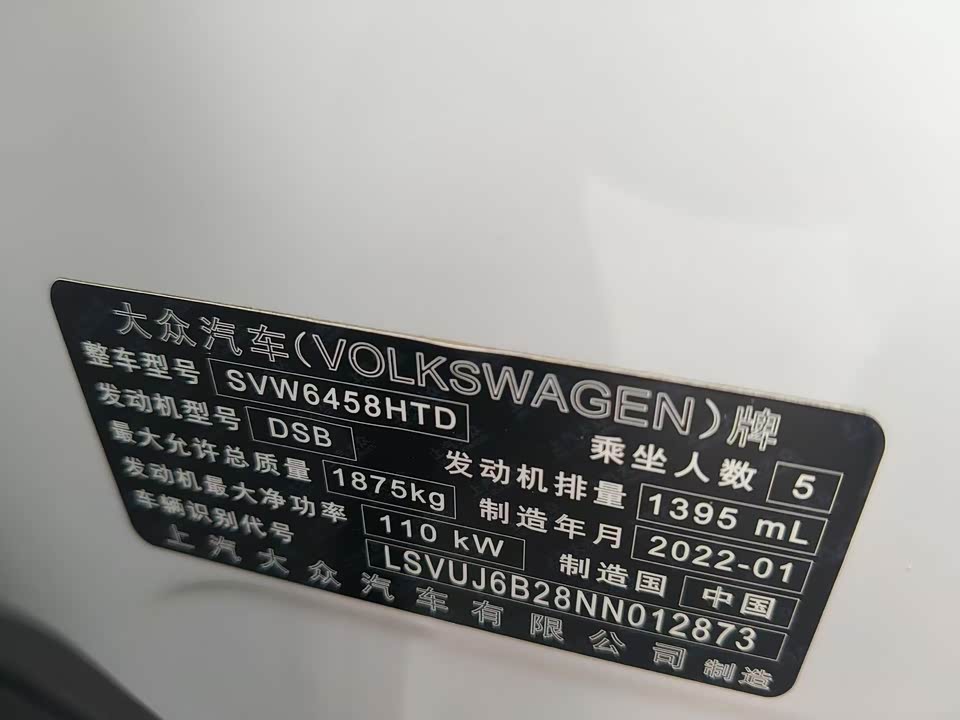 大众汽车(VOLKSWAGEN)牌
整车型号 SVW6458HTD 乘坐人数 5
发动机型号 DSB 发动机排量 1395 mL
最大允许总质量 1875kg 制造年月 2022-01
发动机最大净功率 110 kW 制造国 中国
车辆识别代号 LSVUJ6B28NN012873
上汽大众汽车有限公司制造